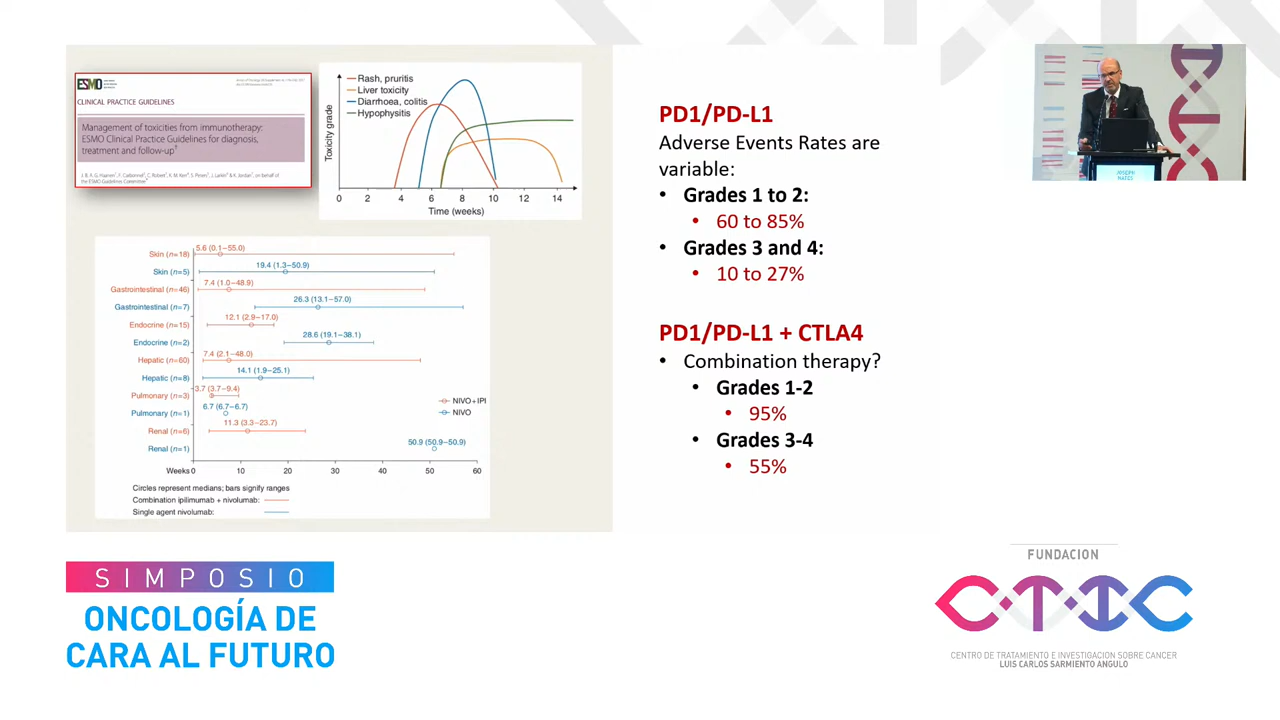 ESMO
CLINICAL PRACTICE GUIDELINES
Management of toxicities from immunotherapy:
ESMO Clinical Practice Guidelines for diagnosis,
treatment and follow-up†
the ESMO Guidelines Committee*
Toxicity grade
Rash, pruritis
Liver toxicity
Diarrhoea, colitis
Hypophysitis
0 2 4 6 8 10 12 14
Time (weeks)
Skin (n=18) 5.6 (0.1–55.0)
Skin (n=5) 19.4 (1.3–50.9)
Gastrointestinal (n=46) 7.4 (1.0–48.9)
Gastrointestinal (n=7) 26.3 (13.1–57.0)
Endocrine (n=15) 12.1 (2.9–17.0)
Endocrine (n=2) 28.6 (19.1–38.1)
Hepatic (n=60) 7.4 (2.1–48.0)
Hepatic (n=8) 14.1 (1.9–25.1)
Pulmonary (n=3) 3.7 (3.7–9.4)
Pulmonary (n=1) 6.7 (6.7–6.7)
Renal (n=6) 11.3 (3.3–23.7)
Renal (n=1) 50.9 (50.9–50.9)
NIVO+IPI
NIVO
Weeks 0 10 20 30 40 50 60
Circles represent medians; bars signify ranges
Combination ipilimumab + nivolumab:
Single agent nivolumab:
PD1/PD-L1
Adverse Events Rates are
variable:
• Grades 1 to 2:
• 60 to 85%
• Grades 3 and 4:
• 10 to 27%
PD1/PD-L1 + CTLA4
• Combination therapy?
• Grades 1-2
• 95%
• Grades 3-4
• 55%
JOSEPH
NATES
SIMPOSIO
ONCOLOGÍA DE
CARA AL FUTURO
FUNDACION
CTIC
CENTRO DE TRATAMIENTO E INVESTIGACION SOBRE CANCER
LUIS CARLOS SARMIENTO ANGULO